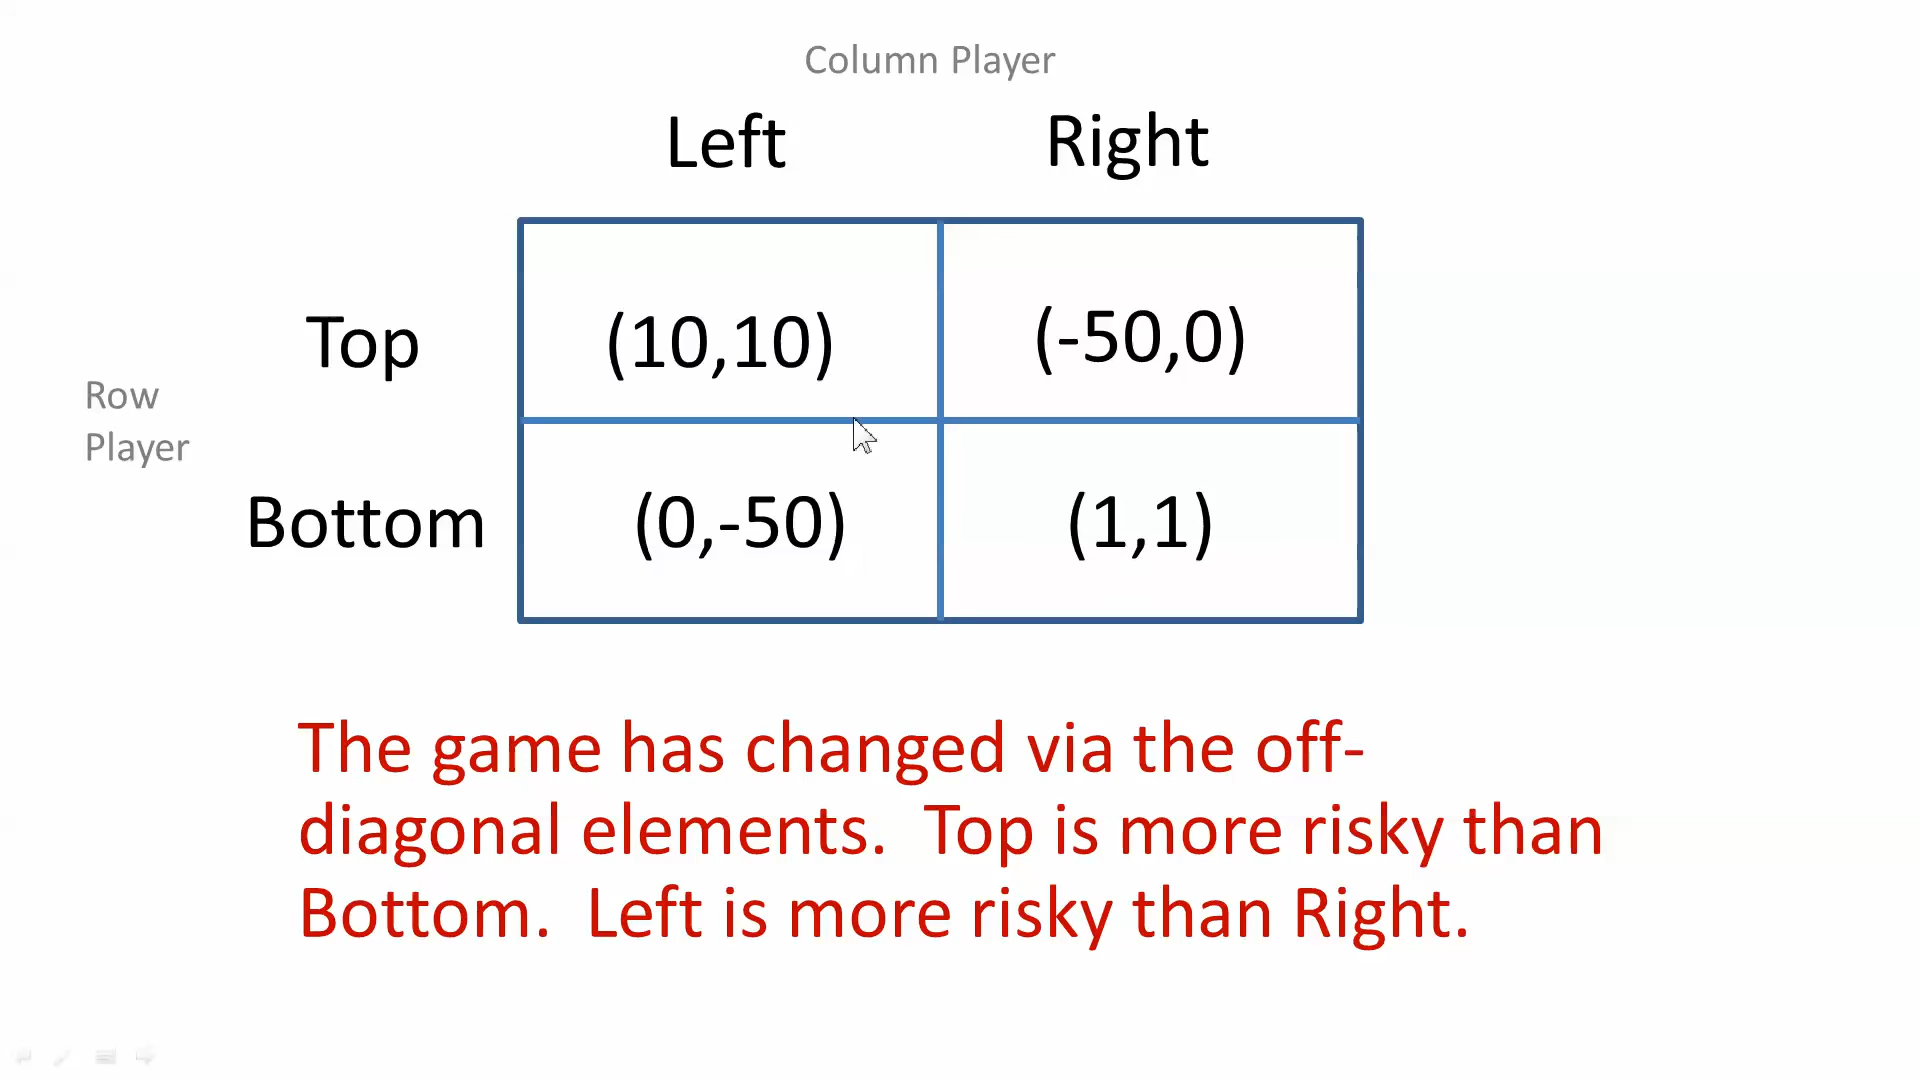 Column Player
Left Right
Top (10,10) (-50,0)
Row
Player
Bottom (0,-50) (1,1)
The game has changed via the off-
diagonal elements. Top is more risky than
Bottom. Left is more risky than Right.